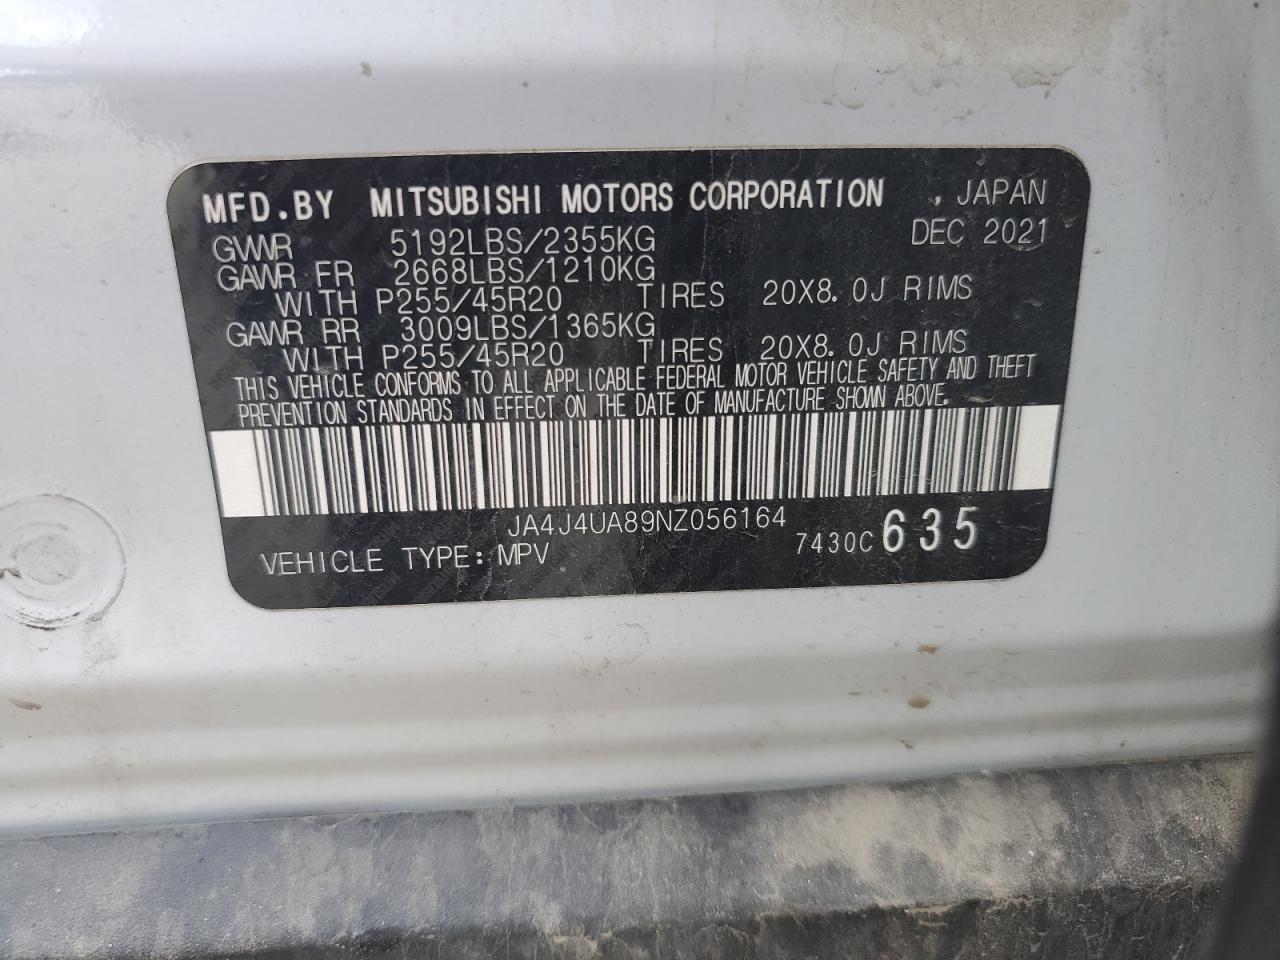 MFD.BY MITSUBISHI MOTORS CORPORATION , JAPAN
GVWR 5192LBS/2355KG DEC 2021
GAWR FR 2668LBS/1210KG
WITH P255/45R20 TIRES 20X8.0J RIMS
GAWR RR 3009LBS/1365KG
WITH P255/45R20 TIRES 20X8.0J RIMS
THIS VEHICLE CONFORMS TO ALL APPLICABLE FEDERAL MOTOR VEHICLE SAFETY AND THEFT
PREVENTION STANDARDS IN EFFECT ON THE DATE OF MANUFACTURE SHOWN ABOVE.
JA4J4UA89NZ056164
VEHICLE TYPE: MPV 7430C 635